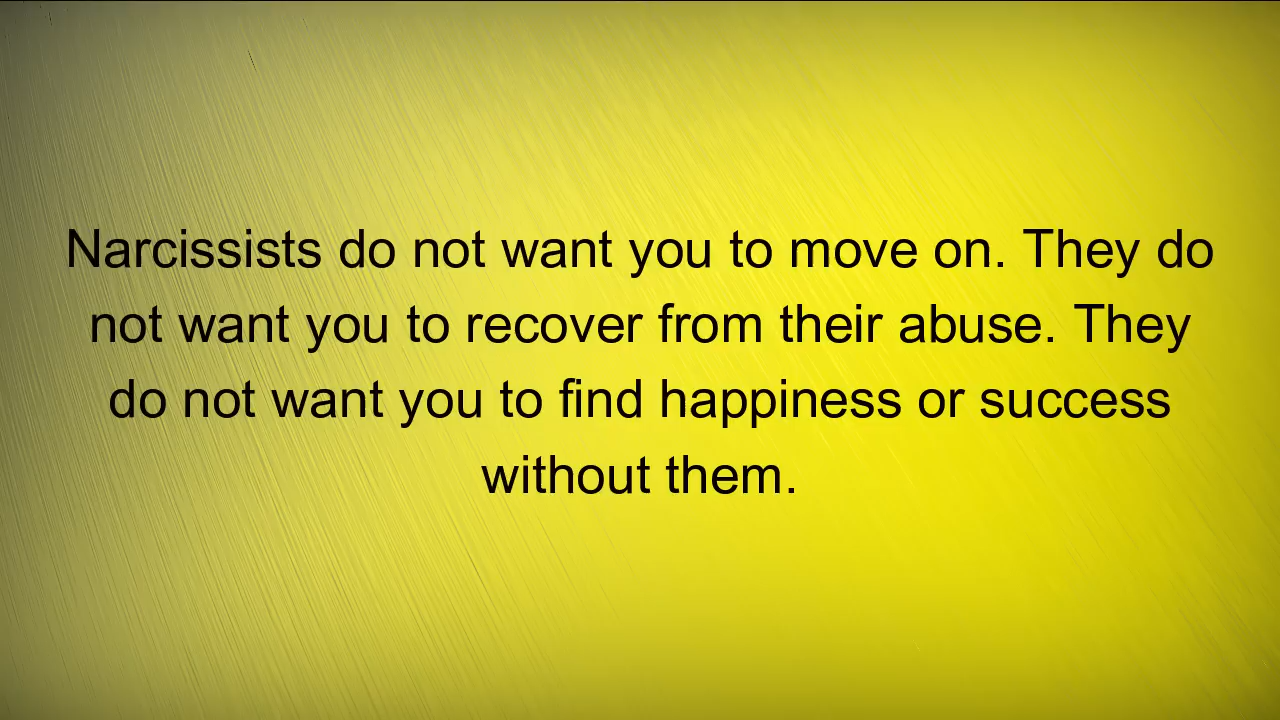 Narcissists do not want you to move on. They do
not want you to recover from their abuse. They
do not want you to find happiness or success
without them.